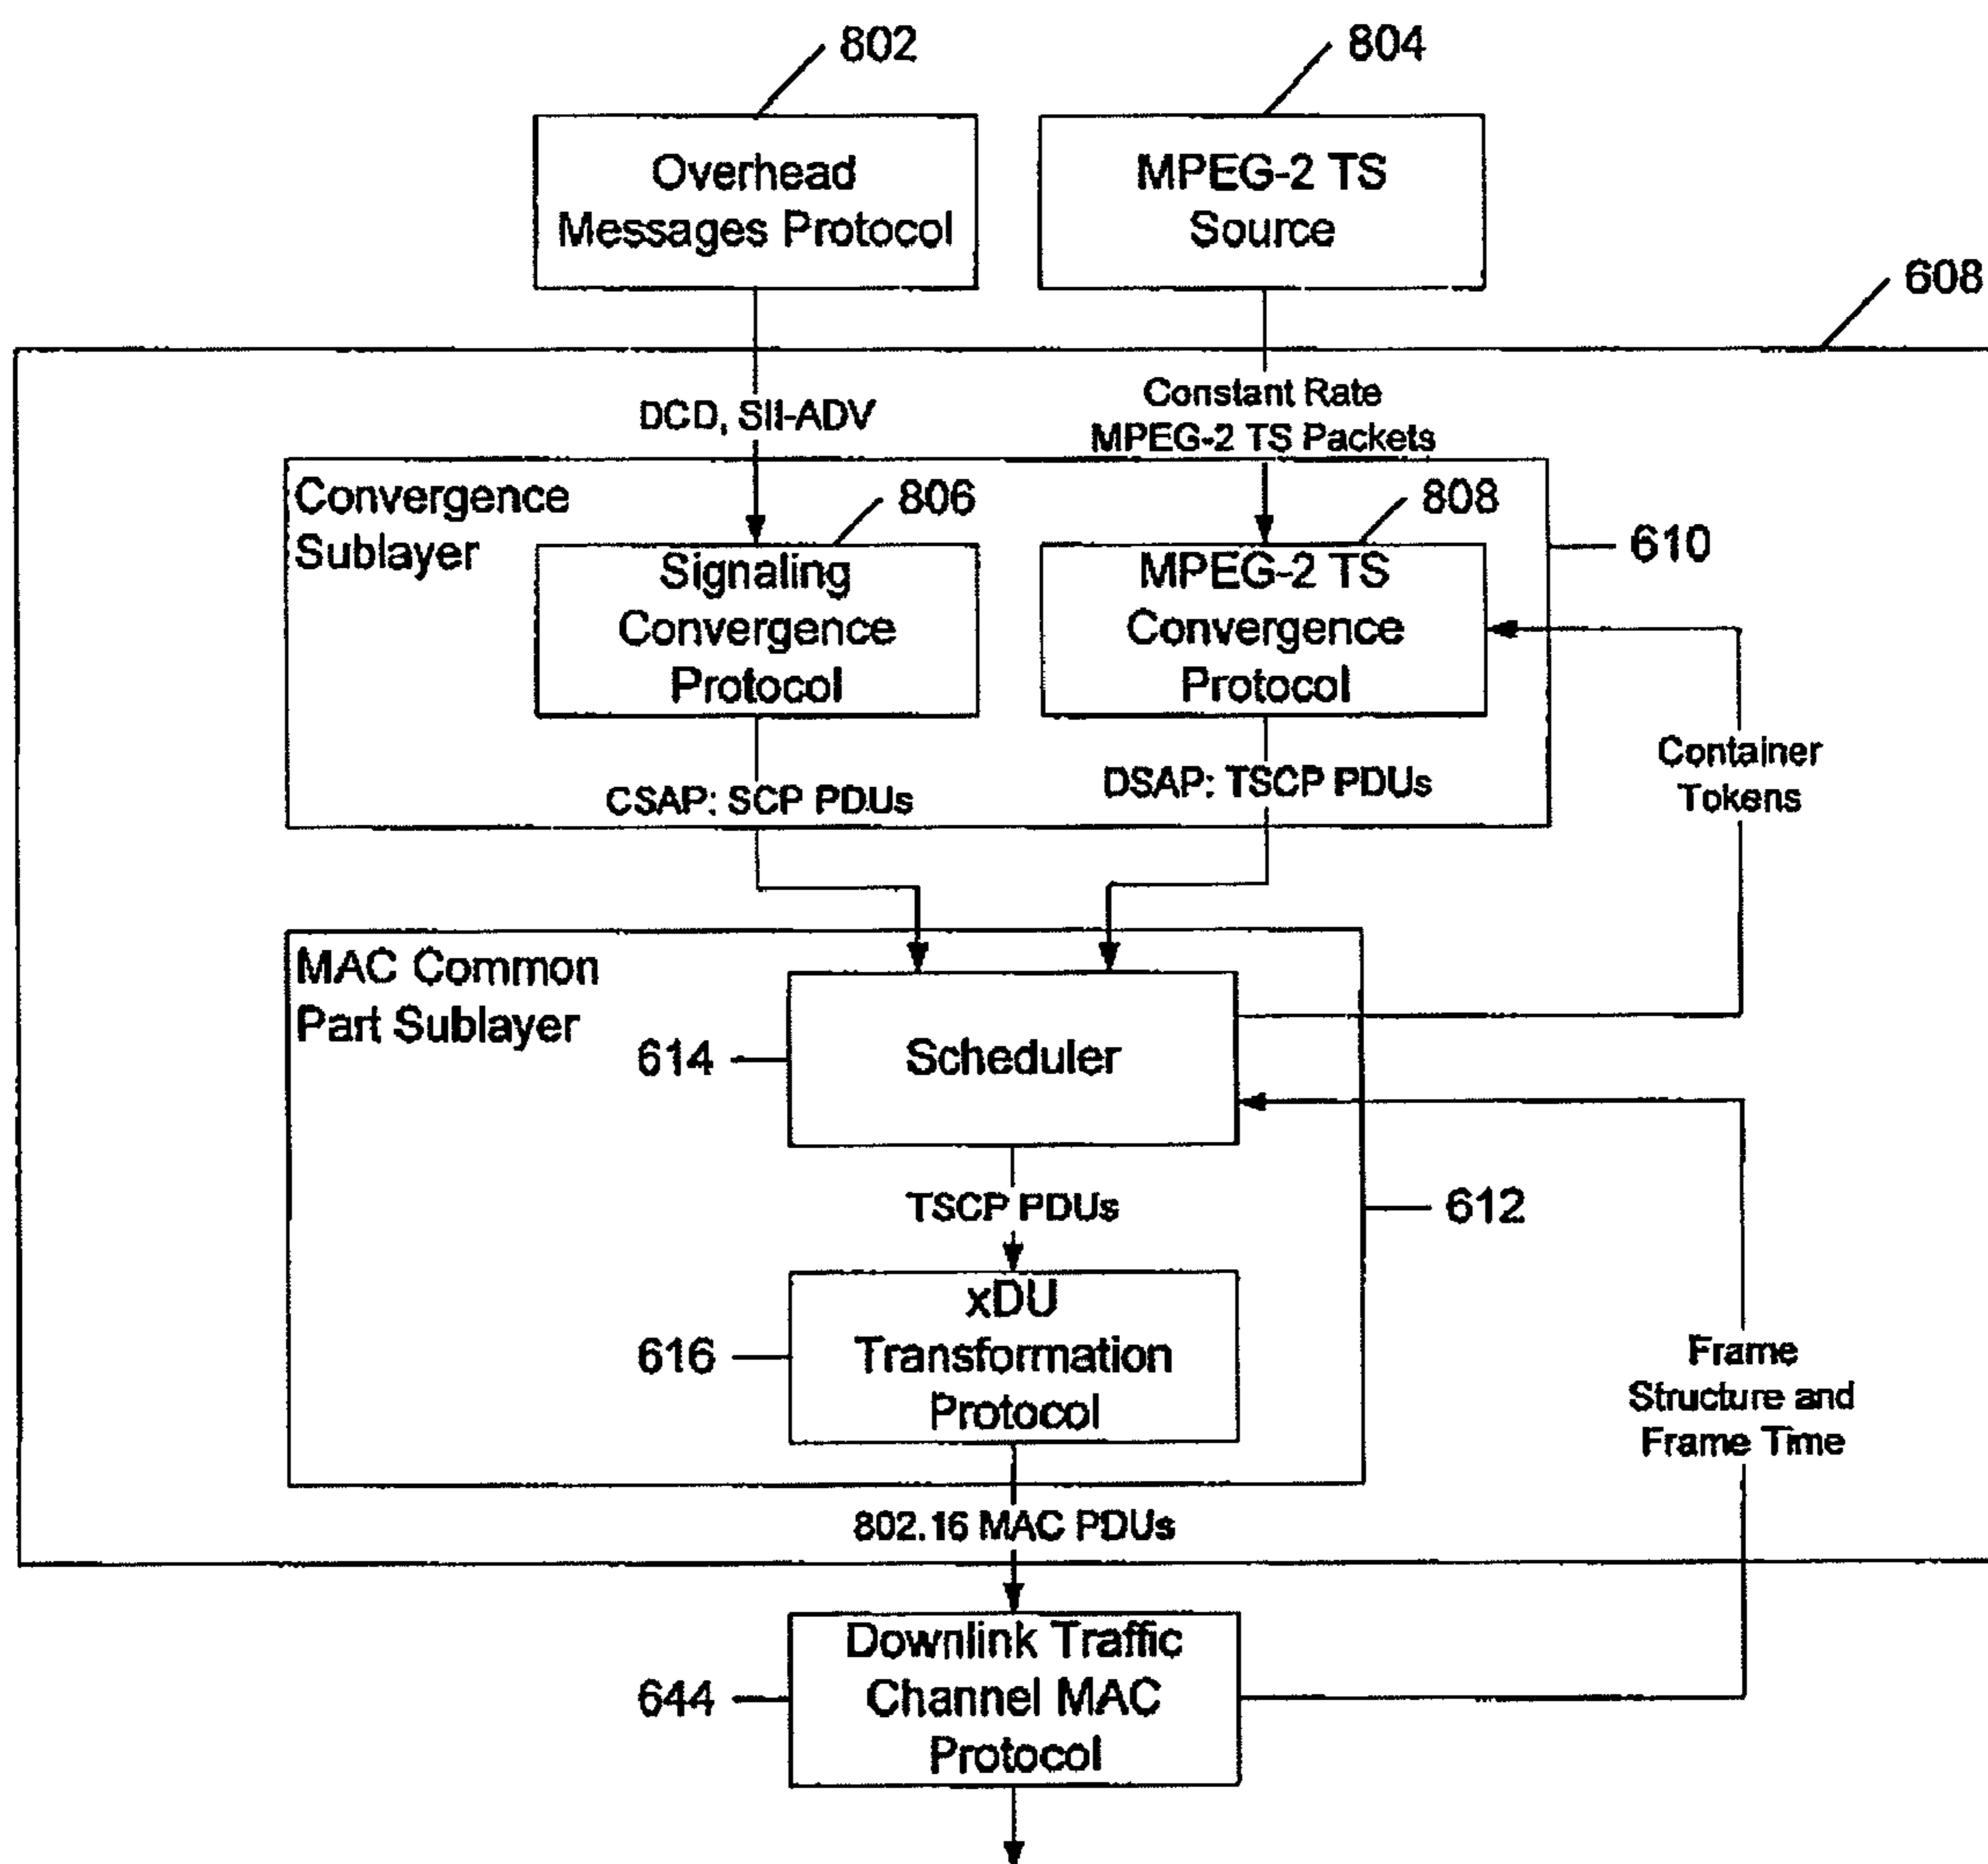 802
804
Overhead
Messages Protocol
MPEG-2 TS
Source
608
DCD, SII-ADV
Constant Rate
MPEG-2 TS Packets
Convergence
Sublayer
806
808
610
Signaling
Convergence
Protocol
MPEG-2 TS
Convergence
Protocol
Container
Tokens
CSAP: SCP PDUs
DSAP: TSCP PDUs
MAC Common
Part Sublayer
614
Scheduler
TSCP PDUs
612
616
xDU
Transformation
Protocol
Frame
Structure and
Frame Time
802.16 MAC PDUs
644
Downlink Traffic
Channel MAC
Protocol